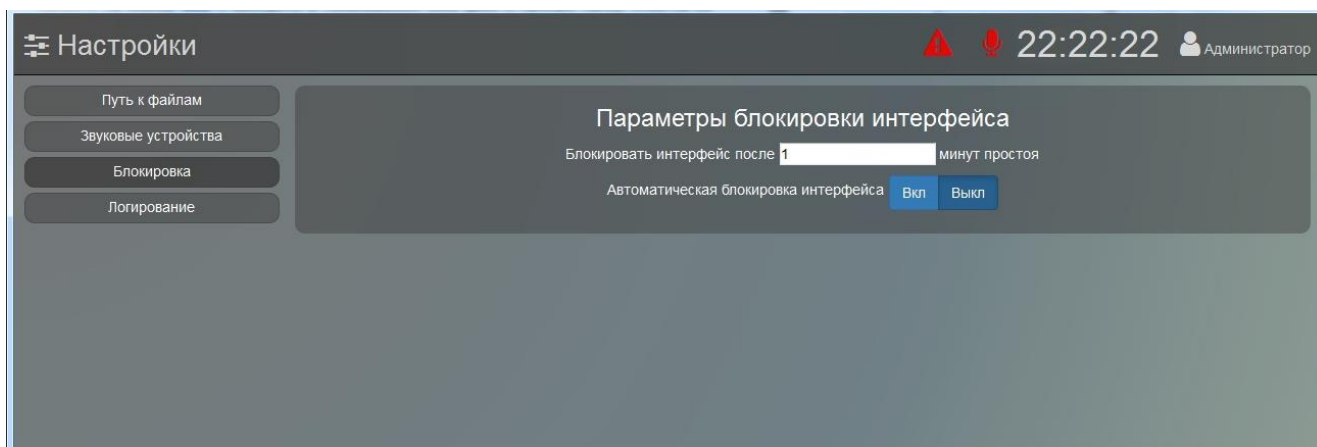 Настройки
22:22:22
Администратор
Путь к файлам
Звуковые устройства
Блокировка
Логирование
Параметры блокировки интерфейса
Блокировать интерфейс после 1 минут простоя
Автоматическая блокировка интерфейса Вкл Выкл